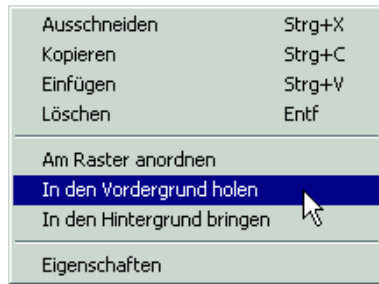 Ausschneiden Strg+X
Kopieren Strg+C
Einfügen Strg+V
Löschen Entf
Am Raster anordnen
In den Vordergrund holen
In den Hintergrund bringen
Eigenschaften